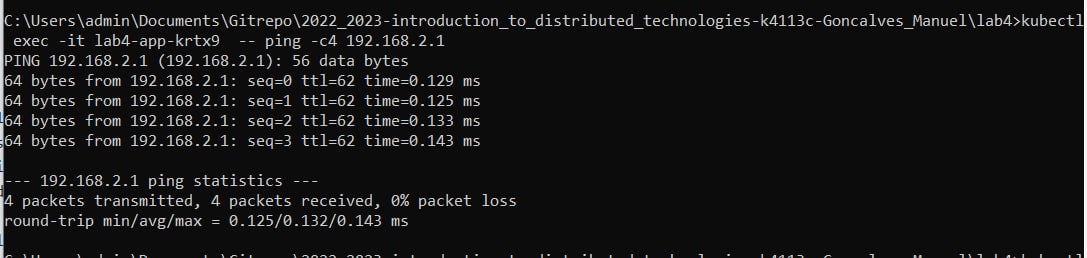 C:\Users\admin\Documents\Gitrepo\2022_2023-introduction_to_distributed_technologies-k4113c-Goncalves_Manuel\lab4>kubectl
 exec -it lab4-app-krtx9  -- ping -c4 192.168.2.1
PING 192.168.2.1 (192.168.2.1): 56 data bytes
64 bytes from 192.168.2.1: seq=0 ttl=62 time=0.129 ms
64 bytes from 192.168.2.1: seq=1 ttl=62 time=0.125 ms
64 bytes from 192.168.2.1: seq=2 ttl=62 time=0.133 ms
64 bytes from 192.168.2.1: seq=3 ttl=62 time=0.143 ms
--- 192.168.2.1 ping statistics ---
4 packets transmitted, 4 packets received, 0% packet loss
round-trip min/avg/max = 0.125/0.132/0.143 ms